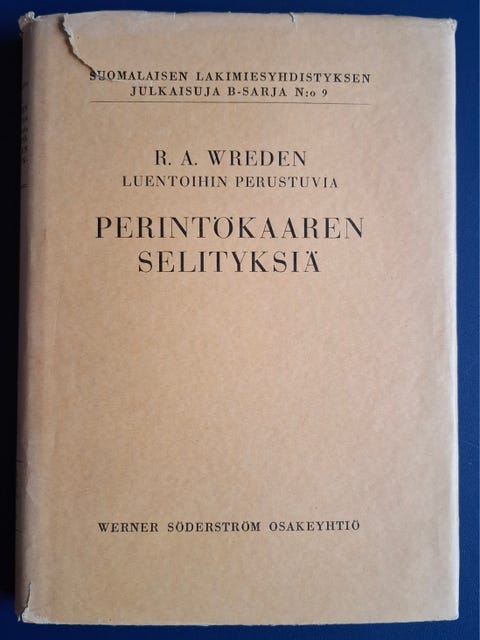 SUOMALAISEN LAKIMIESYHDISTYKSEN
JULKAISUJA B-SARJA N:o 9
R. A. WREDEN
LUENTOIHIN PERUSTUVIA
PERINTÖKAAREN
SELITYKSIÄ
WERNER SÖDERSTRÖM OSAKEYHTIÖ